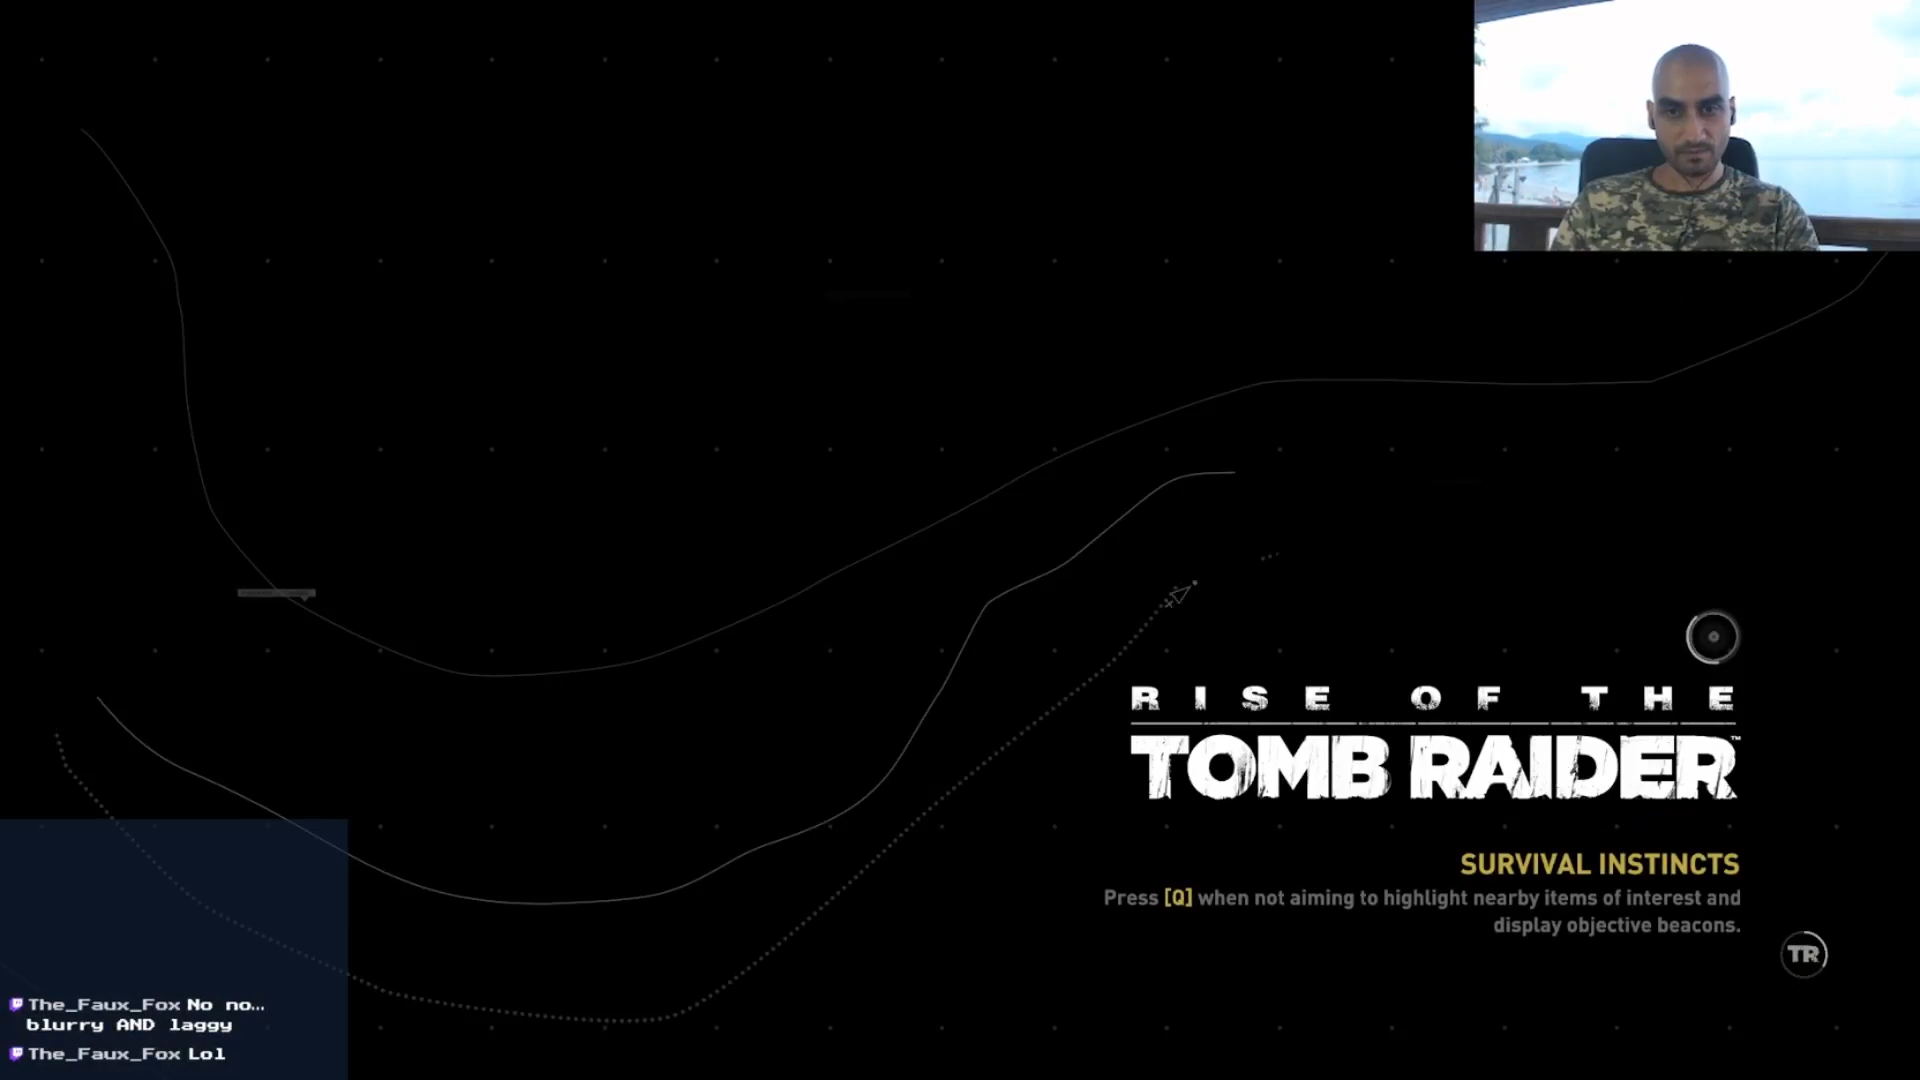 RISE OF THE
TOMB RAIDER™
SURVIVAL INSTINCTS
Press [Q] when not aiming to highlight nearby items of interest and
display objective beacons.
TR
The_Faux_Fox No no...
blurry AND laggy
The_Faux_Fox Lol